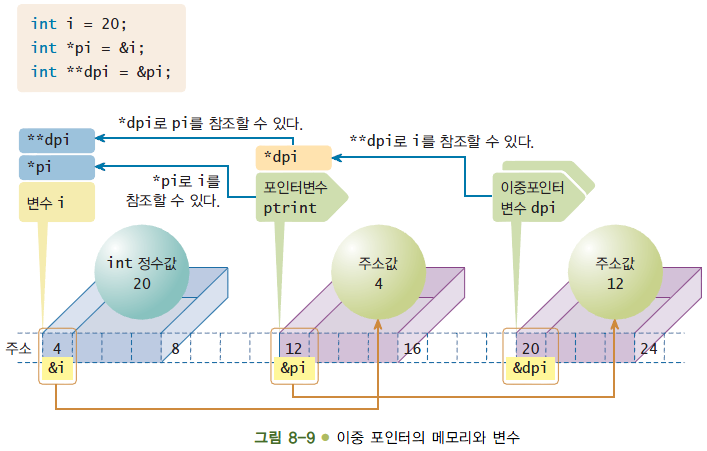 int i = 20;
int *pi = &i;
int **dpi = &pi;
*dpi로 pi를 참조할 수 있다.
**dpi로 i를 참조할 수 있다.
**dpi
*pi
*dpi
*pi로 i를
참조할 수 있다.
변수 i
포인터변수
ptrint
이중포인터
변수 dpi
int 정수값
20
주소값
4
주소값
12
주소 4 8 12 16 20 24
&i &pi &dpi
그림 8-9 ● 이중 포인터의 메모리와 변수